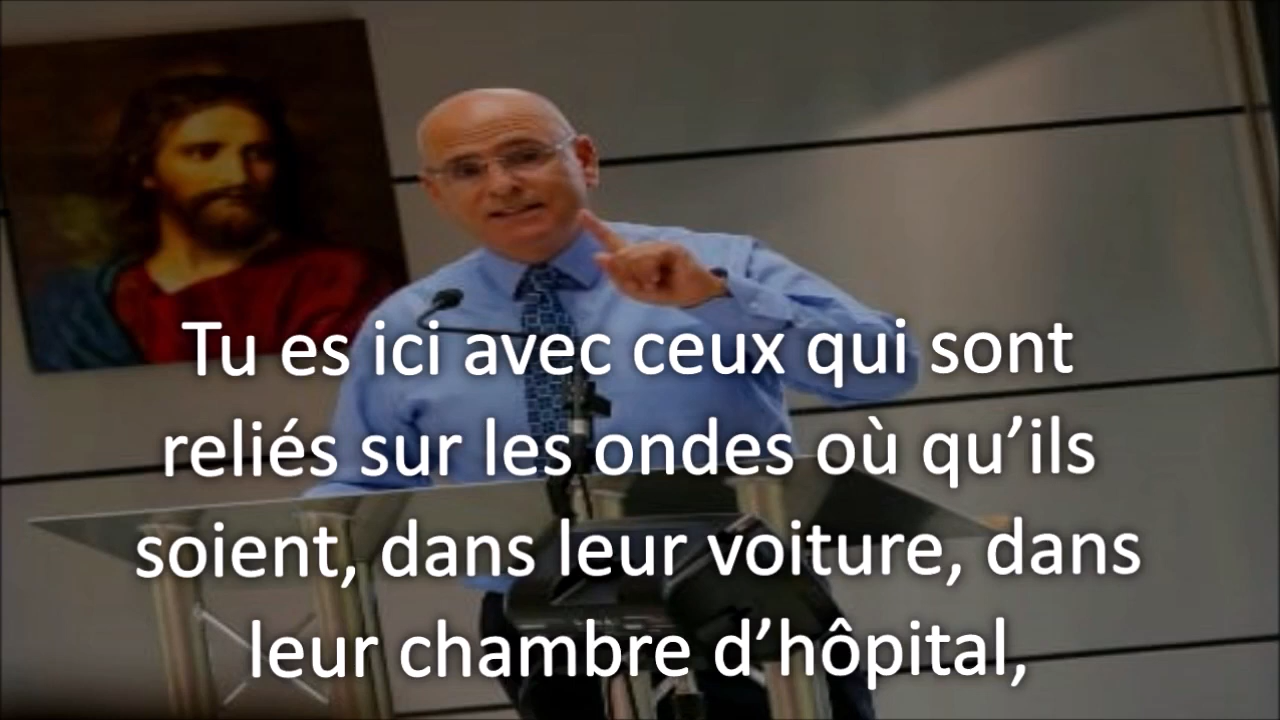 Tu es ici avec ceux qui sont
reliés sur les ondes où qu’ils
soient, dans leur voiture, dans
leur chambre d’hôpital,